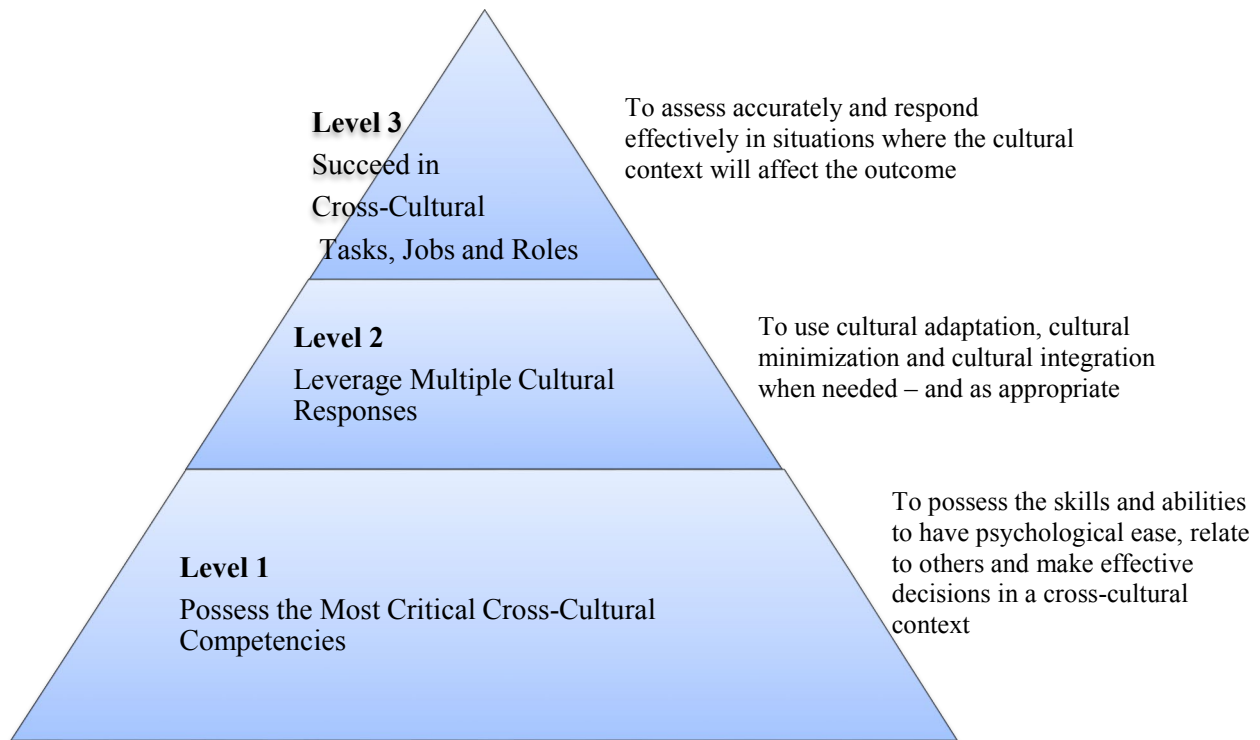 Level 3
Succeed in
Cross-Cultural
Tasks, Jobs and Roles
To assess accurately and respond
effectively in situations where the cultural
context will affect the outcome
Level 2
Leverage Multiple Cultural
Responses
To use cultural adaptation, cultural
minimization and cultural integration
when needed – and as appropriate
Level 1
Possess the Most Critical Cross-Cultural
Competencies
To possess the skills and abilities
to have psychological ease, relate
to others and make effective
decisions in a cross-cultural
context